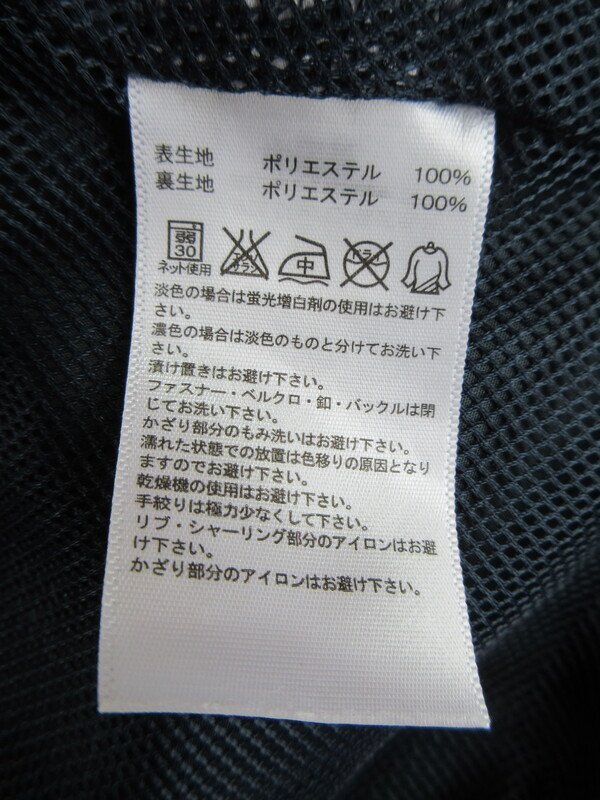 表生地 ポリエステル 100%
裏生地 ポリエステル 100%
弱
30
ネット使用
エンソ
サラシ
中
ドライ
淡色の場合は蛍光増白剤の使用はお避け下
さい。
濃色の場合は淡色のものと分けてお洗い下
さい。
漬け置きはお避け下さい。
ファスナー・ベルクロ・釦・バックルは閉
じてお洗い下さい。
かざり部分のもみ洗いはお避け下さい。
濡れた状態での放置は色移りの原因となり
ますのでお避け下さい。
乾燥機の使用はお避け下さい。
手絞りは極力少なくして下さい。
リブ・シャーリング部分のアイロンはお避
け下さい。
かざり部分のアイロンはお避け下さい。